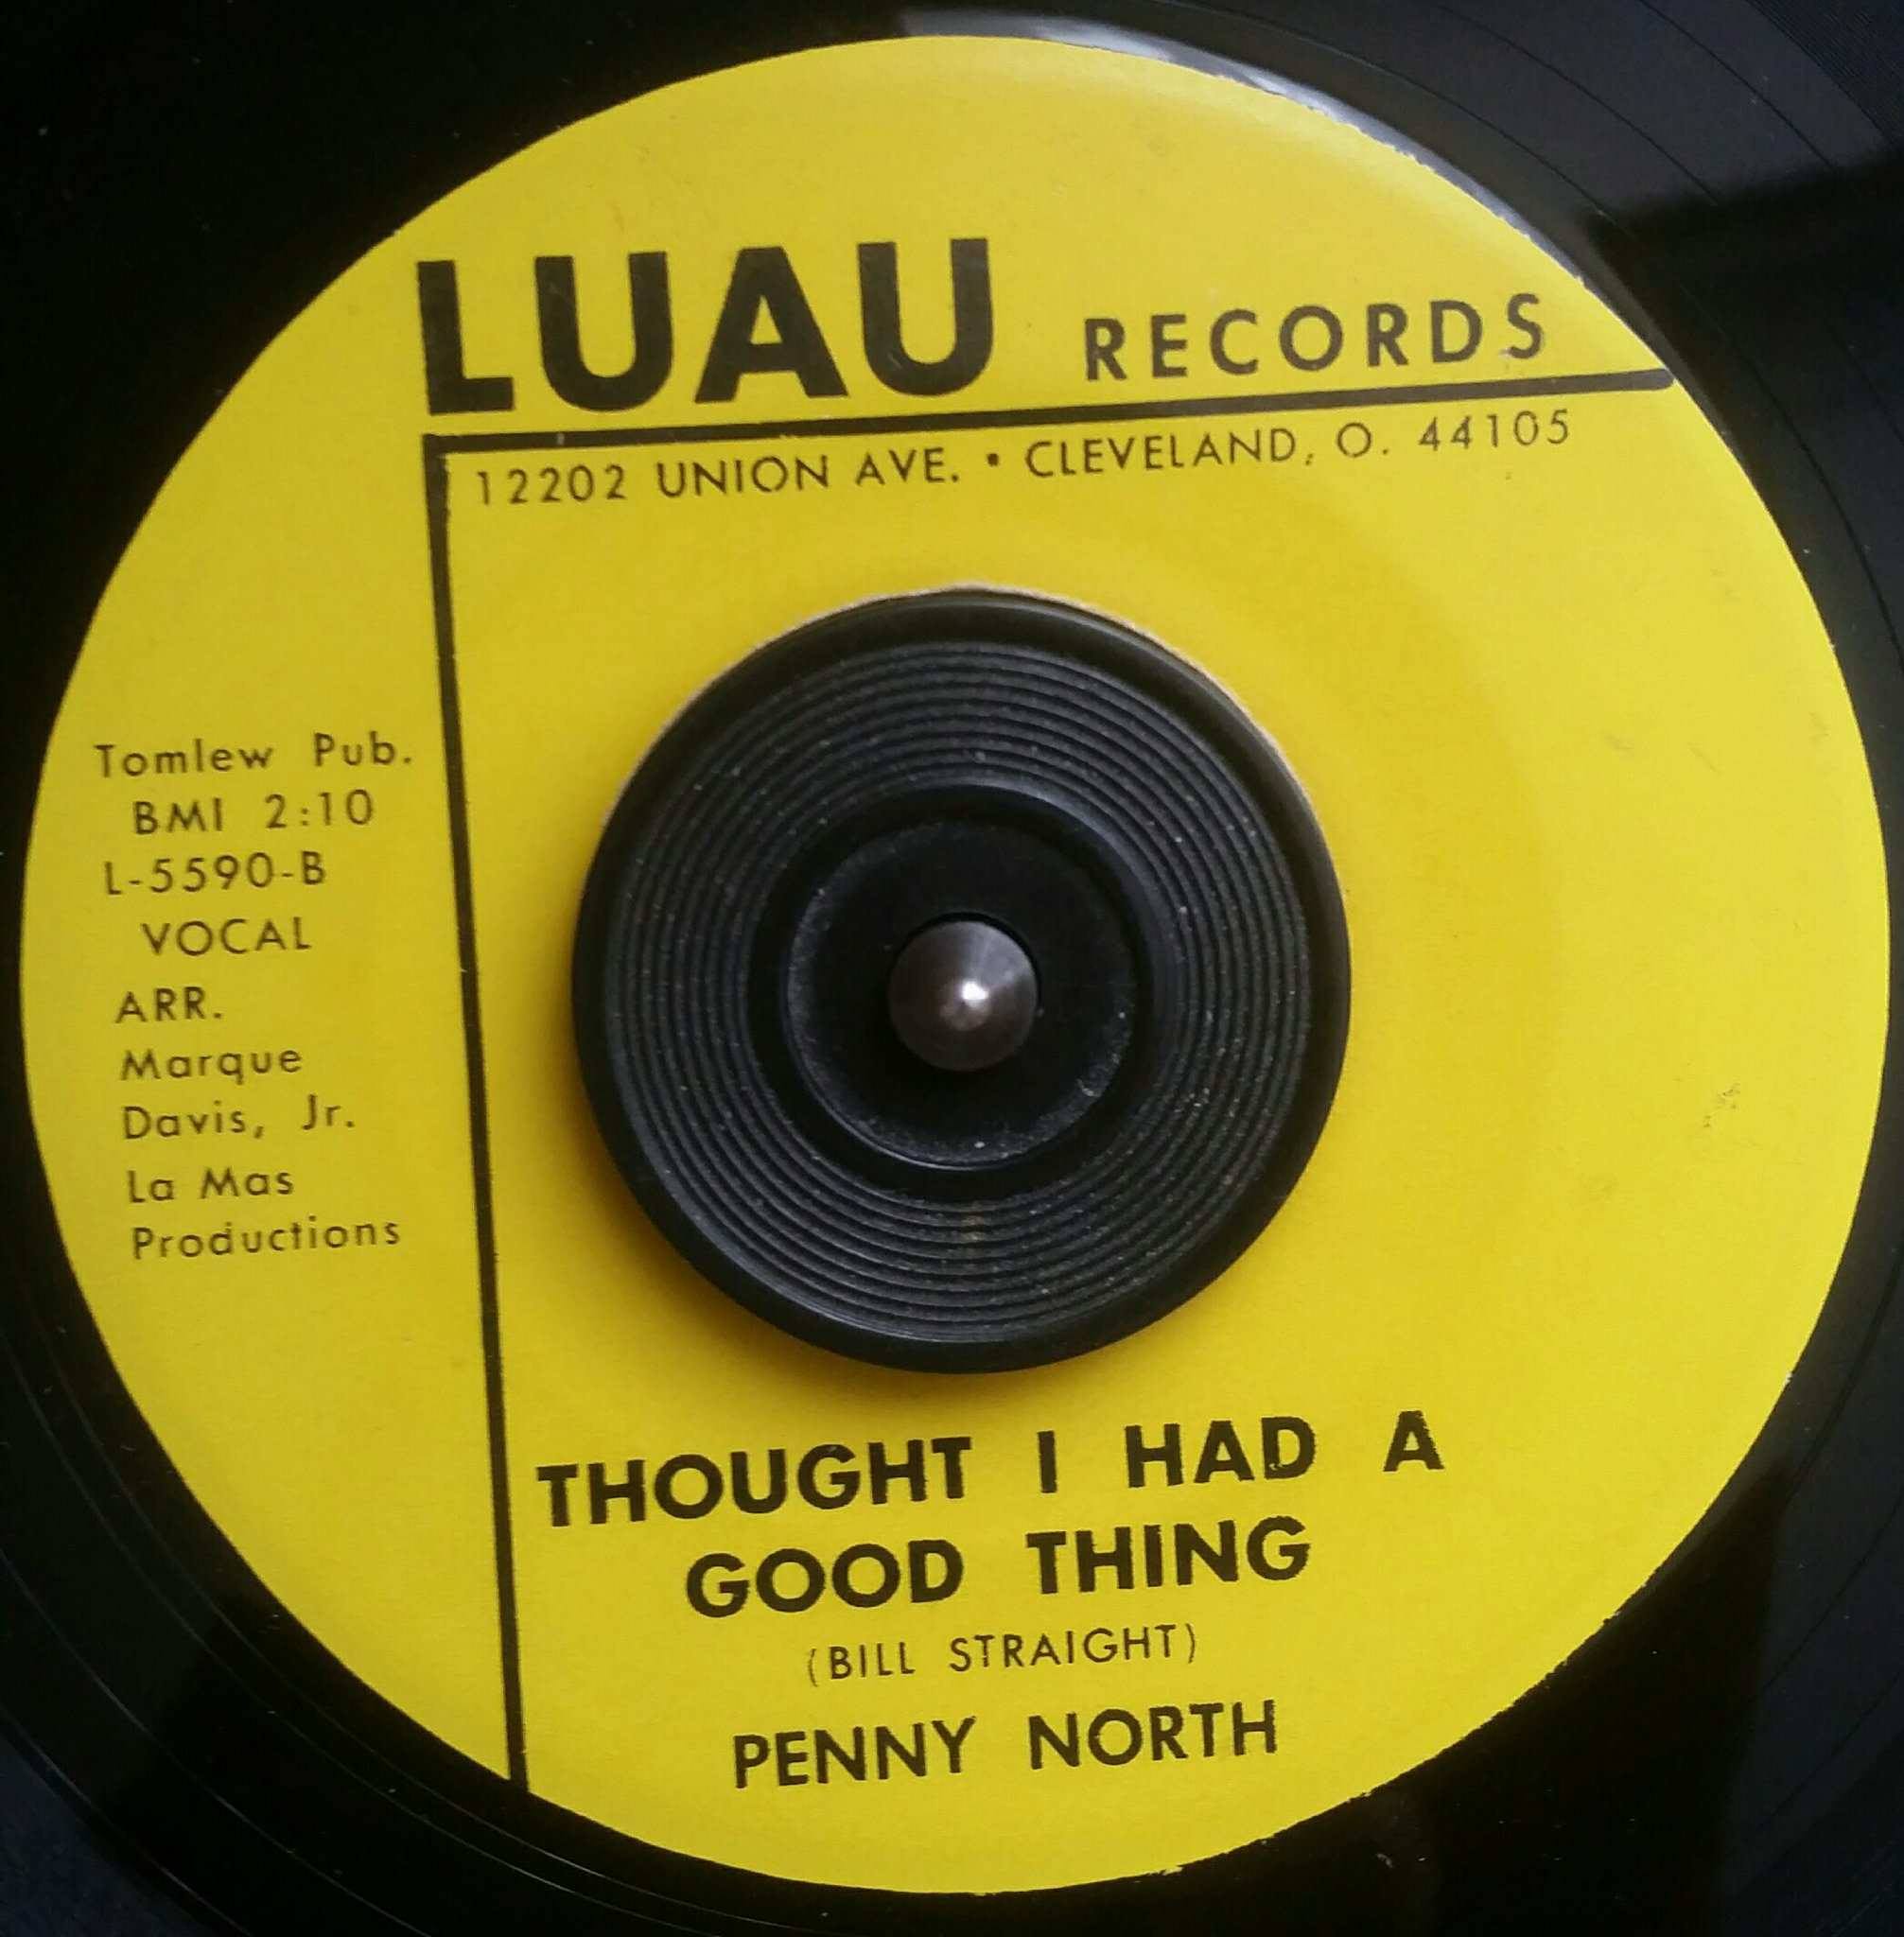 LUAU RECORDS
12202 UNION AVE. • CLEVELAND, O. 44105
Tomlew Pub.
BMI 2:10
L-5590-B
VOCAL
ARR.
Marque
Davis, Jr.
La Mas
Productions
THOUGHT I HAD A
GOOD THING
(BILL STRAIGHT)
PENNY NORTH